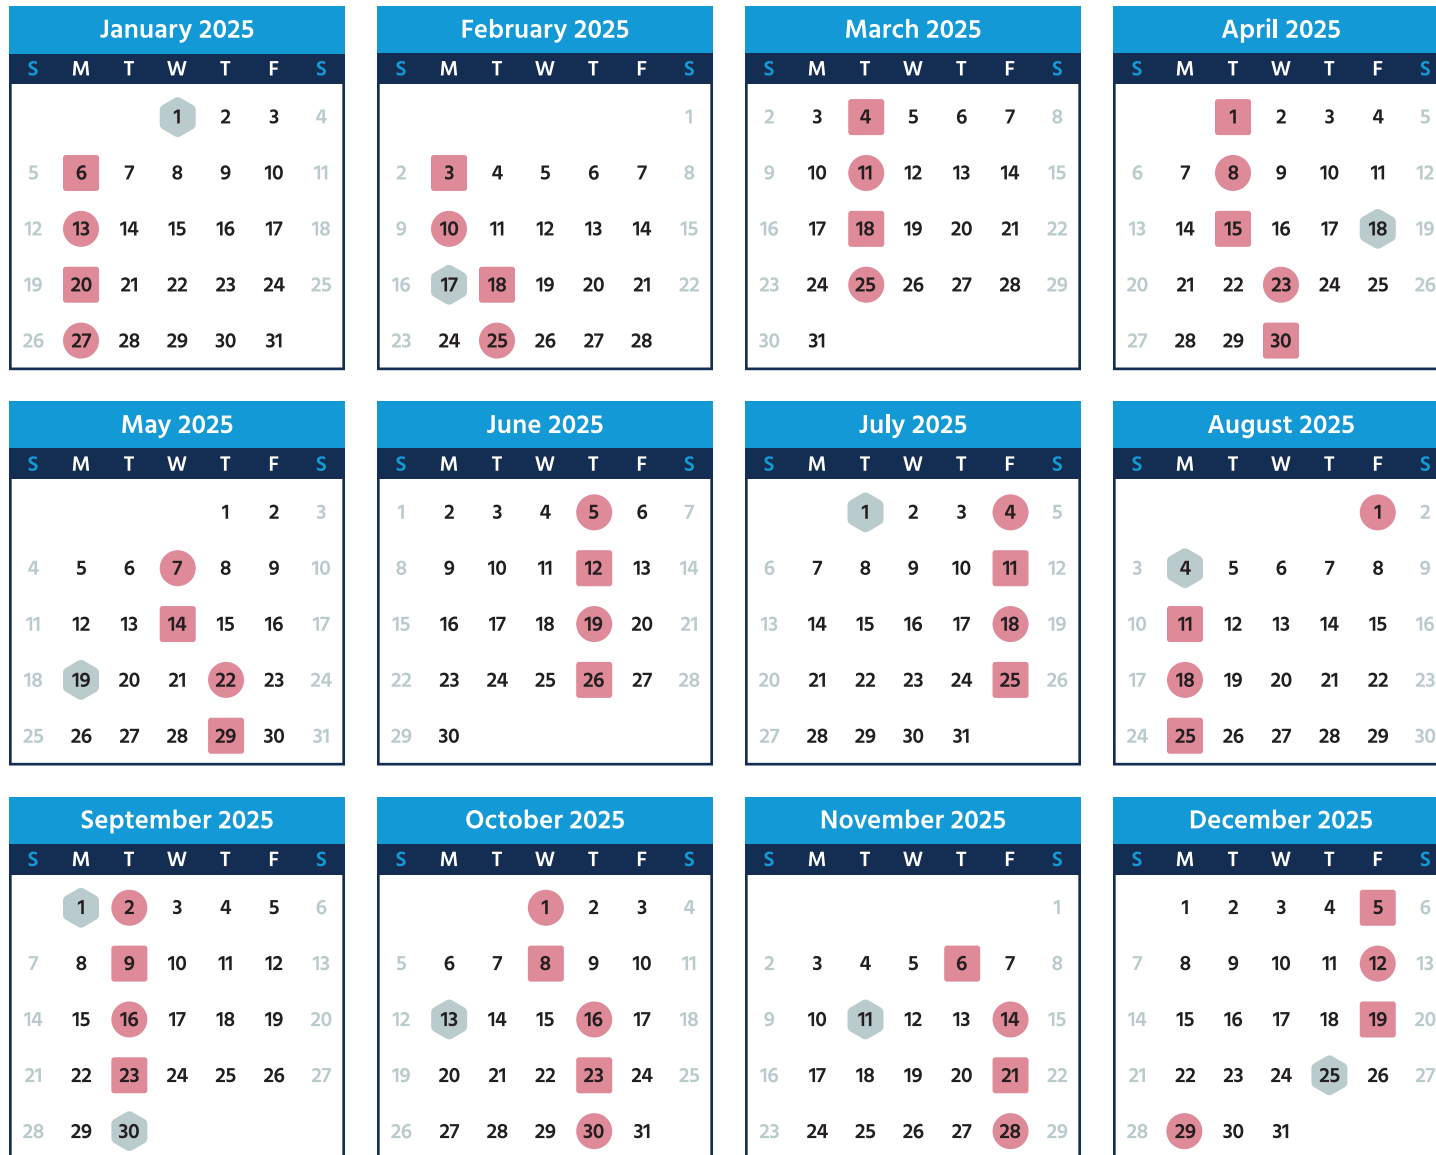 January 2025
S M T W T F S
1 2 3 4
5 6 7 8 9 10 11
12 13 14 15 16 17 18
19 20 21 22 23 24 25
26 27 28 29 30 31
February 2025
S M T W T F S
1
2 3 4 5 6 7 8
9 10 11 12 13 14 15
16 17 18 19 20 21 22
23 24 25 26 27 28
March 2025
S M T W T F S
2 3 4 5 6 7 8
9 10 11 12 13 14 15
16 17 18 19 20 21 22
23 24 25 26 27 28 29
30 31
April 2025
S M T W T F S
1 2 3 4 5
6 7 8 9 10 11 12
13 14 15 16 17 18 19
20 21 22 23 24 25 26
27 28 29 30
May 2025
S M T W T F S
1 2 3
4 5 6 7 8 9 10
11 12 13 14 15 16 17
18 19 20 21 22 23 24
25 26 27 28 29 30 31
June 2025
S M T W T F S
1 2 3 4 5 6 7
8 9 10 11 12 13 14
15 16 17 18 19 20 21
22 23 24 25 26 27 28
29 30
July 2025
S M T W T F S
1 2 3 4 5
6 7 8 9 10 11 12
13 14 15 16 17 18 19
20 21 22 23 24 25 26
27 28 29 30 31
August 2025
S M T W T F S
1 2
3 4 5 6 7 8 9
10 11 12 13 14 15 16
17 18 19 20 21 22 23
24 25 26 27 28 29 30
September 2025
S M T W T F S
1 2 3 4 5 6
7 8 9 10 11 12 13
14 15 16 17 18 19 20
21 22 23 24 25 26 27
28 29 30
October 2025
S M T W T F S
1 2 3 4
5 6 7 8 9 10 11
12 13 14 15 16 17 18
19 20 21 22 23 24 25
26 27 28 29 30 31
November 2025
S M T W T F S
1
2 3 4 5 6 7 8
9 10 11 12 13 14 15
16 17 18 19 20 21 22
23 24 25 26 27 28 29
December 2025
S M T W T F S
1 2 3 4 5 6
7 8 9 10 11 12 13
14 15 16 17 18 19 20
21 22 23 24 25 26 27
28 29 30 31